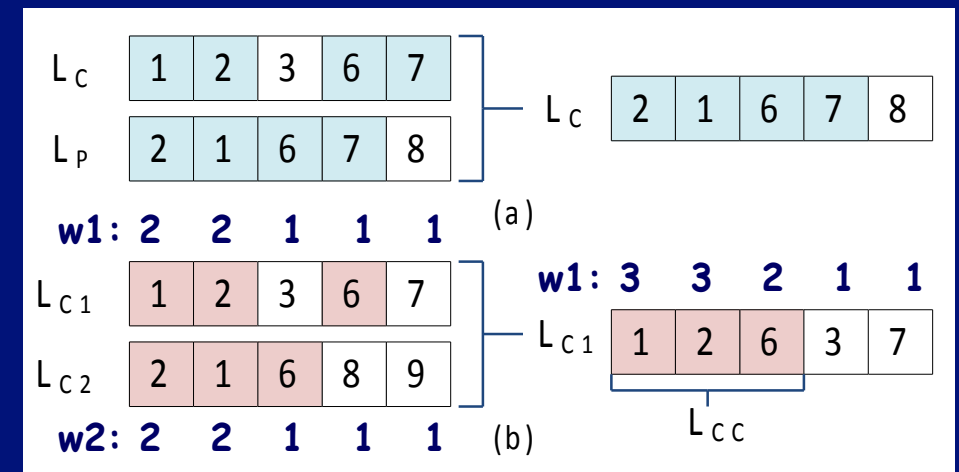 L C 1 2 3 6 7
L P 2 1 6 7 8
L C 2 1 6 7 8
(a)
w1: 2 2 1 1 1
L C 1 1 2 3 6 7
L C 2 2 1 6 8 9
w2: 2 2 1 1 1
(b)
w1: 3 3 2 1 1
L C 1 1 2 6 3 7
L C C